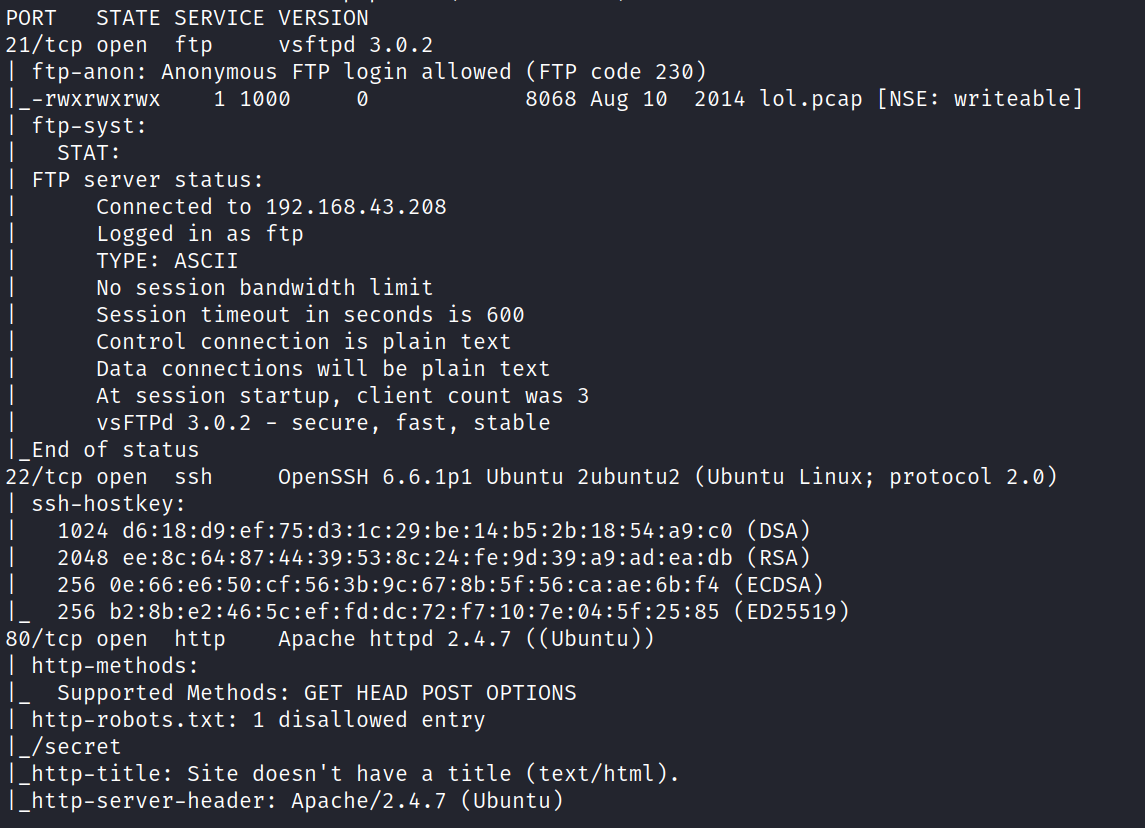 PORT   STATE SERVICE VERSION
21/tcp open  ftp     vsftpd 3.0.2
| ftp-anon: Anonymous FTP login allowed (FTP code 230)
|_-rwxrwxrwx    1 1000     0            8068 Aug 10  2014 lol.pcap [NSE: writeable]
| ftp-syst:
|   STAT:
| FTP server status:
|      Connected to 192.168.43.208
|      Logged in as ftp
|      TYPE: ASCII
|      No session bandwidth limit
|      Session timeout in seconds is 600
|      Control connection is plain text
|      Data connections will be plain text
|      At session startup, client count was 3
|      vsFTPd 3.0.2 - secure, fast, stable
|_End of status
22/tcp open  ssh     OpenSSH 6.6.1p1 Ubuntu 2ubuntu2 (Ubuntu Linux; protocol 2.0)
| ssh-hostkey:
|   1024 d6:18:d9:ef:75:d3:1c:29:be:14:b5:2b:18:54:a9:c0 (DSA)
|   2048 ee:8c:64:87:44:39:53:8c:24:fe:9d:39:a9:ad:ea:db (RSA)
|   256 0e:66:e6:50:cf:56:3b:9c:67:8b:5f:56:ca:ae:6b:f4 (ECDSA)
|_  256 b2:8b:e2:46:5c:ef:fd:dc:72:f7:10:7e:04:5f:25:85 (ED25519)
80/tcp open  http    Apache httpd 2.4.7 ((Ubuntu))
| http-methods:
|_  Supported Methods: GET HEAD POST OPTIONS
| http-robots.txt: 1 disallowed entry
|_/secret
|_http-title: Site doesn't have a title (text/html).
|_http-server-header: Apache/2.4.7 (Ubuntu)